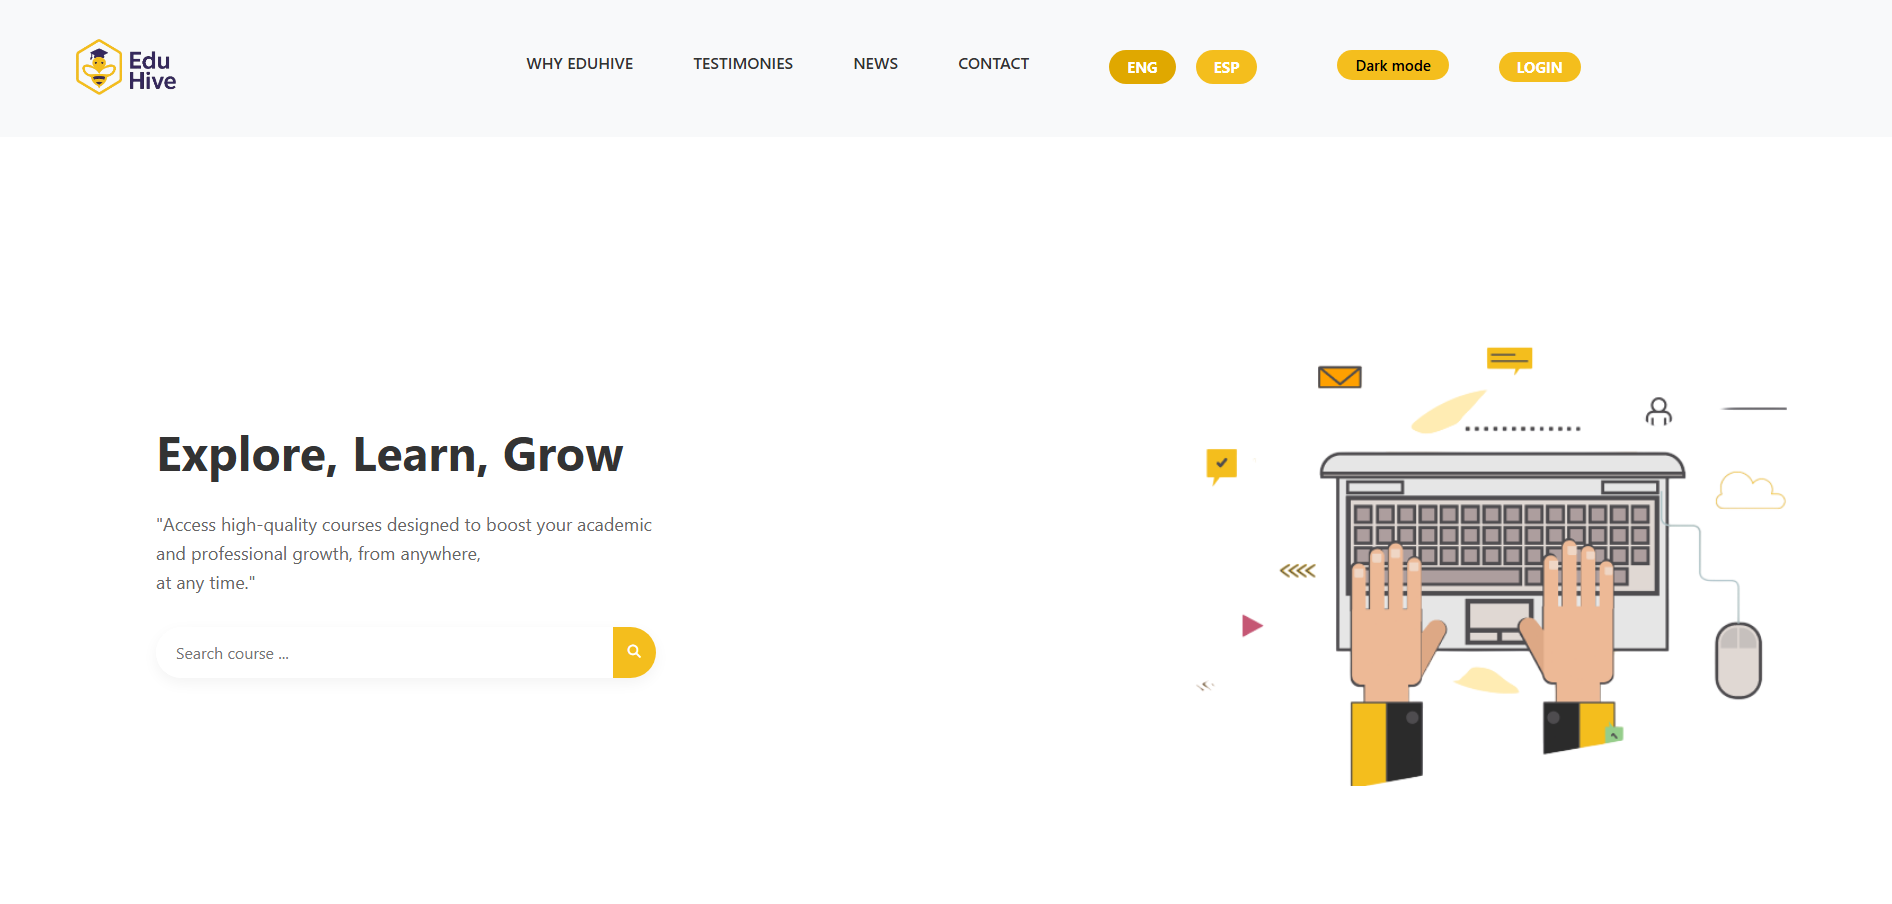 Edu
Hive
WHY EDUHIVE
TESTIMONIES
NEWS
CONTACT
ENG
ESP
Dark mode
LOGIN
Explore, Learn, Grow
"Access high-quality courses designed to boost your academic
and professional growth, from anywhere,
at any time."
Search course ...